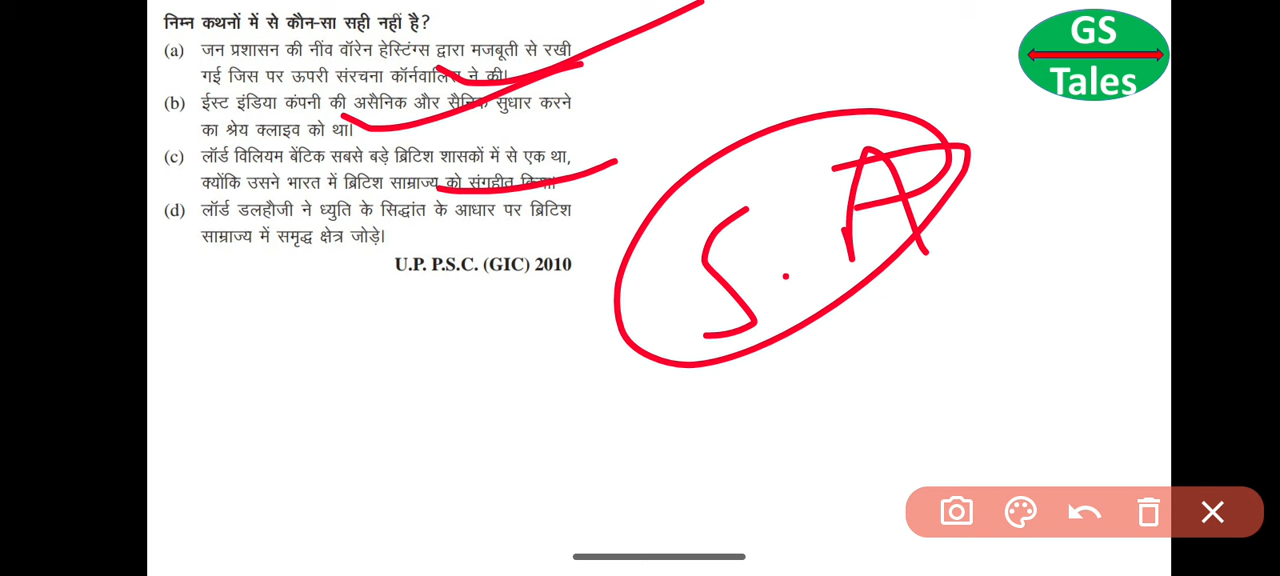 निम्न कथनों में से कौन-सा सही नहीं है?
(a) जन प्रशासन की नींव वॉरेन हेस्टिंग्स द्वारा मजबूती से रखी
गई जिस पर ऊपरी संरचना कॉर्नवालिस ने की।
(b) ईस्ट इंडिया कंपनी की असैनिक और सैनिक सुधार करने
का श्रेय क्लाइव को था।
(c) लॉर्ड विलियम बेंटिक सबसे बड़े ब्रिटिश शासकों में से एक था,
क्योंकि उसने भारत में ब्रिटिश साम्राज्य को संगृहीत किया।
(d) लॉर्ड डलहौजी ने ध्युति के सिद्धांत के आधार पर ब्रिटिश
साम्राज्य में समृद्ध क्षेत्र जोड़े।
U.P. P.S.C. (GIC) 2010
GS
Tales
S. A